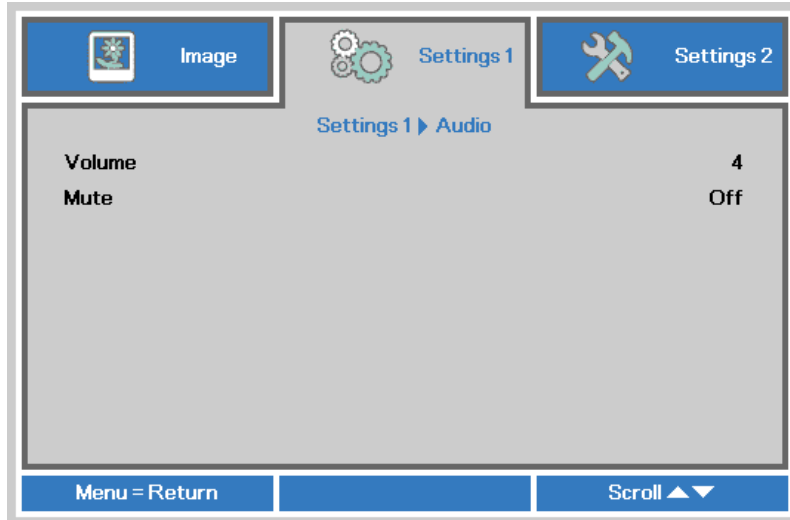 Image
Settings 1
Settings 2
Settings 1 ▶ Audio
Volume 4
Mute Off
Menu = Return
Scroll ▲▼